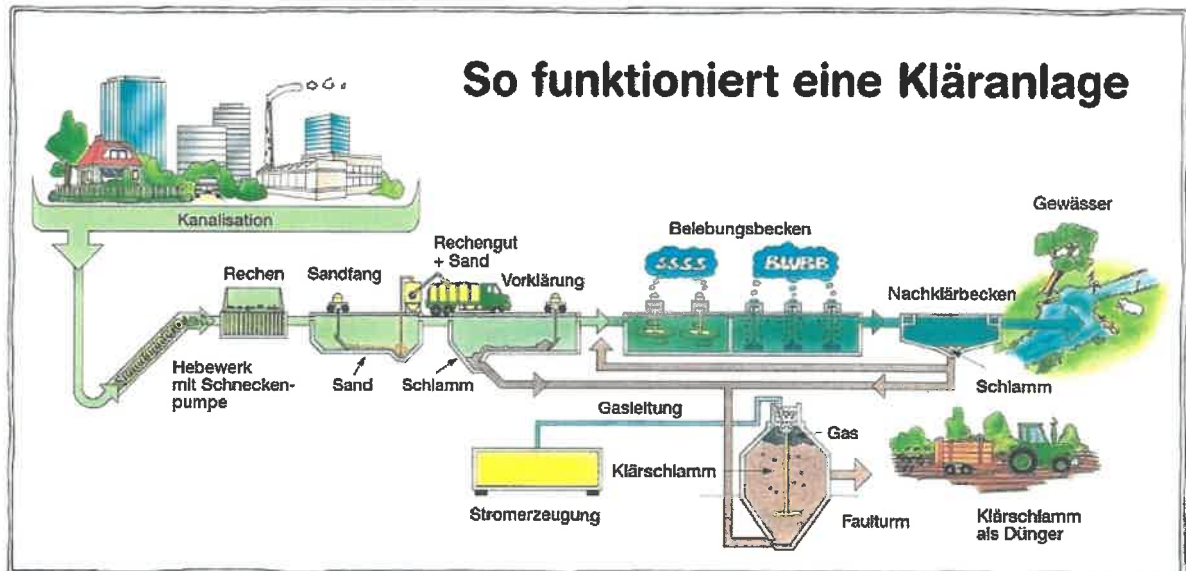 So funktioniert eine Kläranlage
Kanalisation
Rechen
Sandfang
Rechengut
+ Sand
Vorklärung
Belebungsbecken
SSSS
BLUBB
Nachklärbecken
Gewässer
Hebewerk
mit Schnecken-
pumpe
Sand
Schlamm
Schlamm
Gasleitung
Gas
Klärschlamm
Stromerzeugung
Faulturm
Klärschlamm
als Dünger